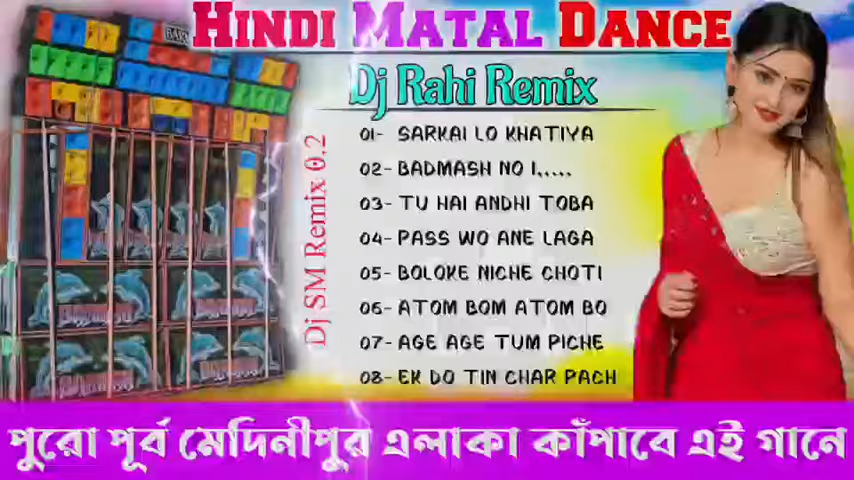 HINDI MATAL DANCE
Dj Rahi Remix
01- SARKAI LO KHATIYA
02- BADMASH NO 1.....
03- TU HAI ANDHI TOBA
04- PASS WO ANE LAGA
05- BOLOKE NICHE CHOTI
06- ATOM BOM ATOM BO
07- AGE AGE TUM PICHE
08- EK DO TIN CHAR PACH
Dj SM Remix 0.2
পুরো পূর্ব মেদিনীপুর এলাকা কাঁপাবে এই গানে